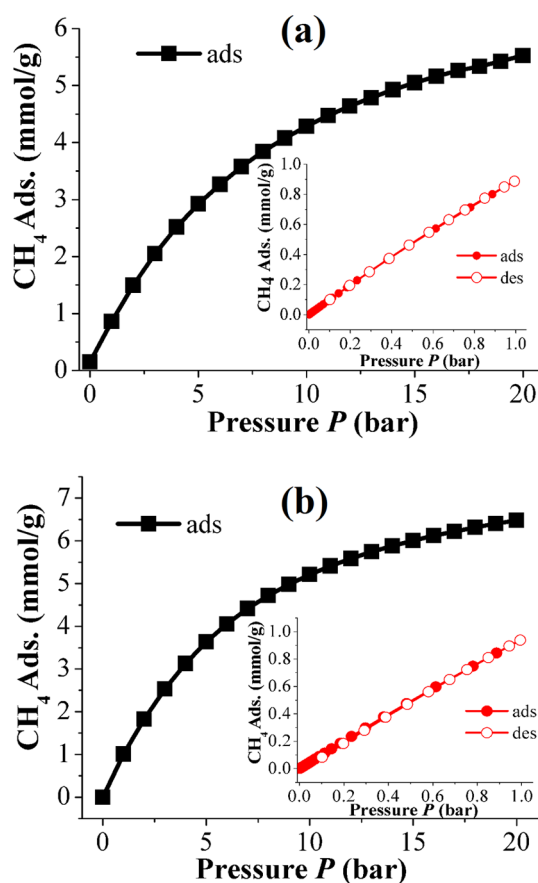 (a)
ads
6
5
4
3
2
1
0
CH4 Ads. (mmol/g)
0 5 10 15 20
Pressure P (bar)
1.0
0.8
0.6
0.4
0.2
0.0
CH4 Ads. (mmol/g)
ads
des
0.0 0.2 0.4 0.6 0.8 1.0
Pressure P (bar)
(b)
ads
7
6
5
4
3
2
1
0
CH4 Ads. (mmol/g)
0 5 10 15 20
Pressure P (bar)
1.0
0.8
0.6
0.4
0.2
0.0
CH4 Ads. (mmol/g)
ads
des
0.0 0.2 0.4 0.6 0.8 1.0
Pressure P (bar)